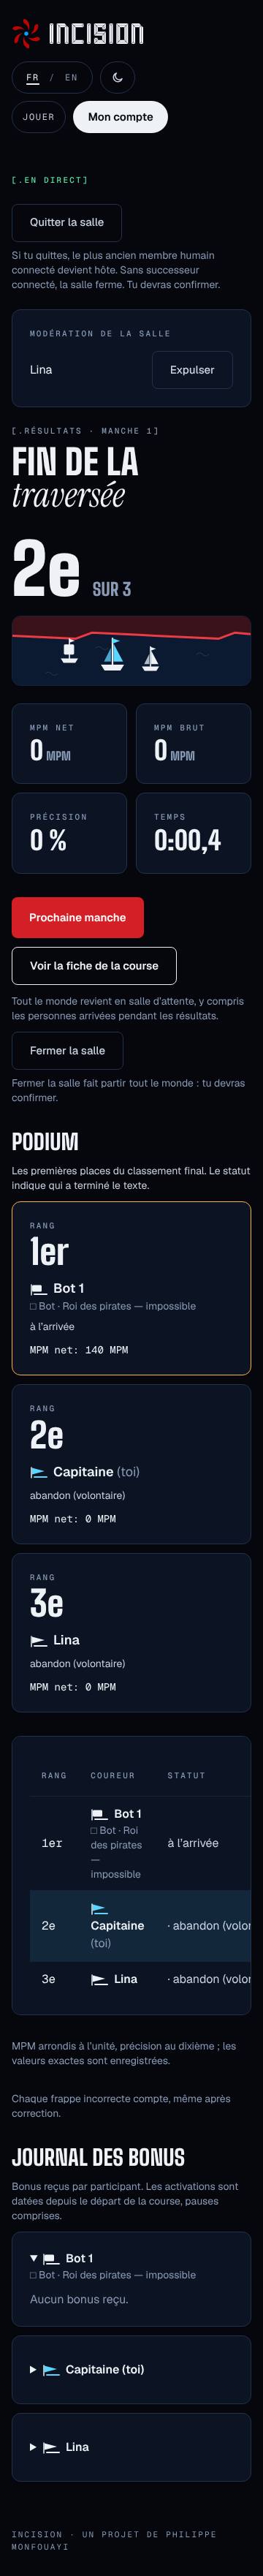 INCISION
FR / EN
JOUER
Mon compte
[.EN DIRECT]
Quitter la salle
Si tu quittes, le plus ancien membre humain
connecté devient hôte. Sans successeur
connecté, la salle ferme. Tu devras confirmer.
MODÉRATION DE LA SALLE
Lina
Expulser
[.RÉSULTATS · MANCHE 1]
FIN DE LA
traversée
2e SUR 3
MPM NET
0 MPM
MPM BRUT
0 MPM
PRÉCISION
0 %
TEMPS
0:00,4
Prochaine manche
Voir la fiche de la course
Tout le monde revient en salle d’attente, y compris
les personnes arrivées pendant les résultats.
Fermer la salle
Fermer la salle fait partir tout le monde : tu devras
confirmer.
PODIUM
Les premières places du classement final. Le statut
indique qui a terminé le texte.
RANG
1er
Bot 1
□ Bot · Roi des pirates — impossible
à l’arrivée
MPM net: 140 MPM
RANG
2e
Capitaine (toi)
abandon (volontaire)
MPM net: 0 MPM
RANG
3e
Lina
abandon (volontaire)
MPM net: 0 MPM
RANG COUREUR STATUT
1er
Bot 1
□ Bot · Roi
des pirates
—
impossible
à l’arrivée
2e
Capitaine
(toi)
· abandon (volon
3e
Lina
· abandon (volon
MPM arrondis à l’unité, précision au dixième ; les
valeurs exactes sont enregistrées.
Chaque frappe incorrecte compte, même après
correction.
JOURNAL DES BONUS
Bonus reçus par participant. Les activations sont
datées depuis le départ de la course, pauses
comprises.
▼ Bot 1
□ Bot · Roi des pirates — impossible
Aucun bonus reçu.
▶ Capitaine (toi)
▶ Lina
INCISION · UN PROJET DE PHILIPPE
MONFOUAYI